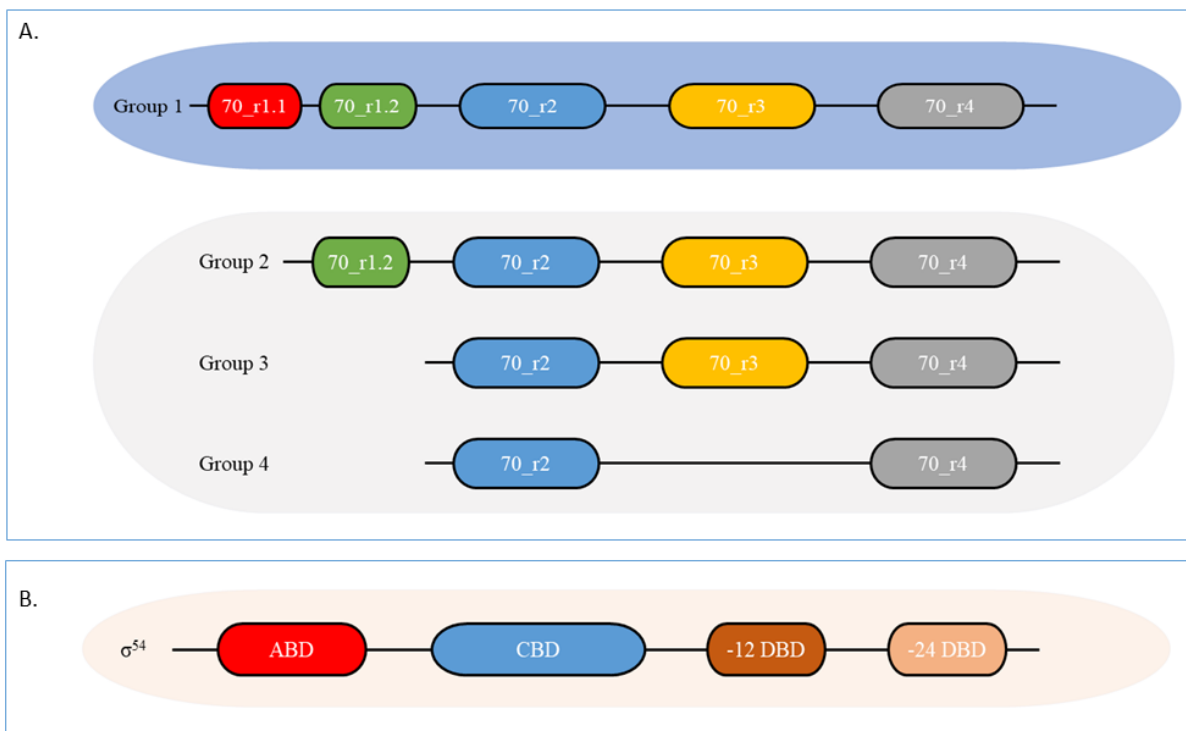 A.
Group 1 70_r1.1 70_r1.2 70_r2 70_r3 70_r4
Group 2 70_r1.2 70_r2 70_r3 70_r4
Group 3 70_r2 70_r3 70_r4
Group 4 70_r2 70_r4
B.
σ⁵⁴ ABD CBD -12 DBD -24 DBD